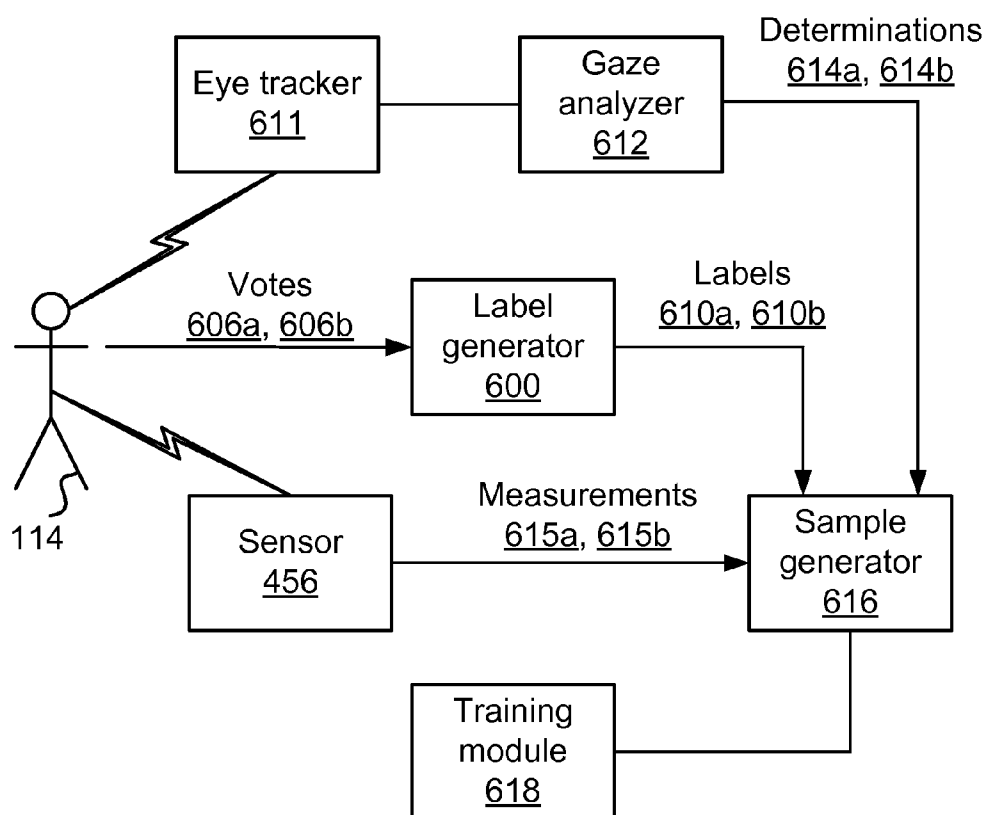 Determinations
614a, 614b
Eye tracker
611
Gaze
analyzer
612
Votes
606a, 606b
Label
generator
600
Labels
610a, 610b
114
Sensor
456
Measurements
615a, 615b
Sample
generator
616
Training
module
618